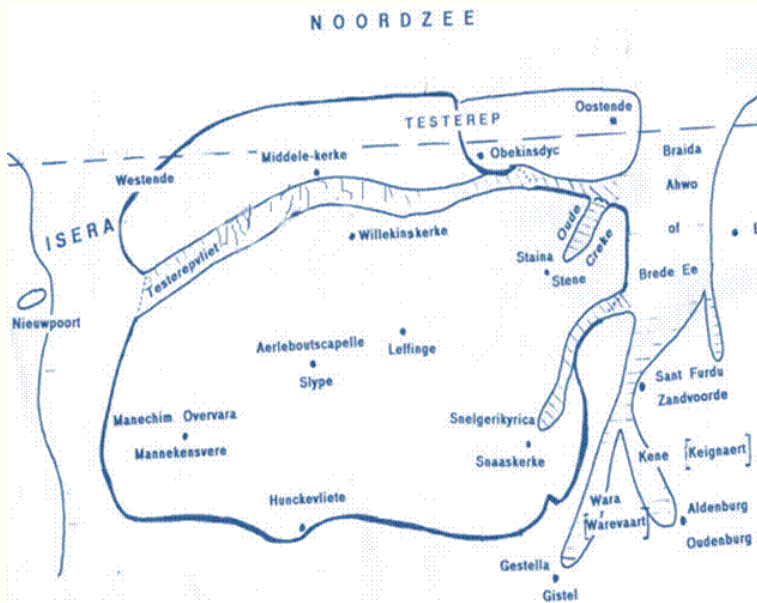 NOORDZEE
TESTEREP
Oostende
Obekinsdyc
Middele-kerke
Westende
Braida
Ahwo
of
Brede Ee
ISERA
Testerepvliet
Willekinskerke
Oude
Creke
Staina
Stene
Nieuwpoort
Aerleboutscapelle
Slype
Leffinge
Sant Furdu
Zandvoorde
Manechim Overvara
Mannekensvere
Snelgerikyrica
Snaaskerke
Kene [Keignaert]
Hunckevliete
Wara
[Warevaart]
Aldenburg
Oudenburg
Gestella
Gistel